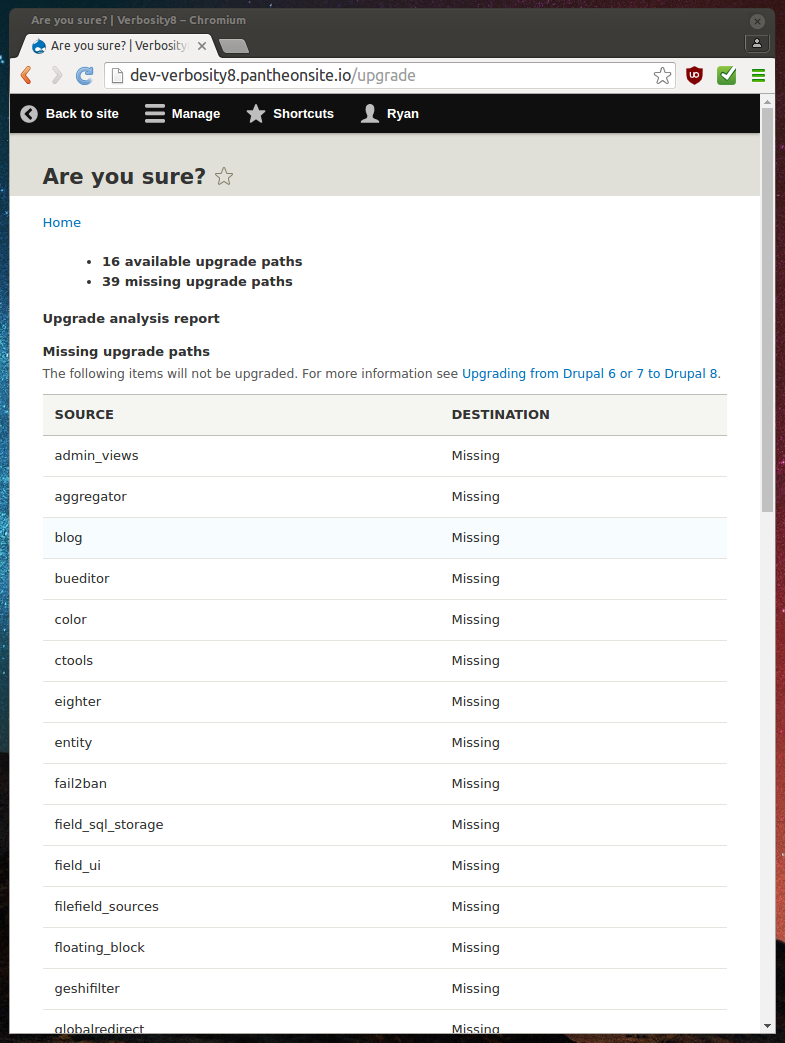 Are you sure? | Verbosity8 – Chromium
Are you sure? | Verbosity
dev-verbosity8.pantheonsite.io/upgrade
Back to site Manage Shortcuts Ryan
Are you sure?
Home
• 16 available upgrade paths
• 39 missing upgrade paths
Upgrade analysis report
Missing upgrade paths
The following items will not be upgraded. For more information see Upgrading from Drupal 6 or 7 to Drupal 8.
SOURCE DESTINATION
admin_views Missing
aggregator Missing
blog Missing
bueditor Missing
color Missing
ctools Missing
eighter Missing
entity Missing
fail2ban Missing
field_sql_storage Missing
field_ui Missing
filefield_sources Missing
floating_block Missing
geshifilter Missing
globalredirect Missing